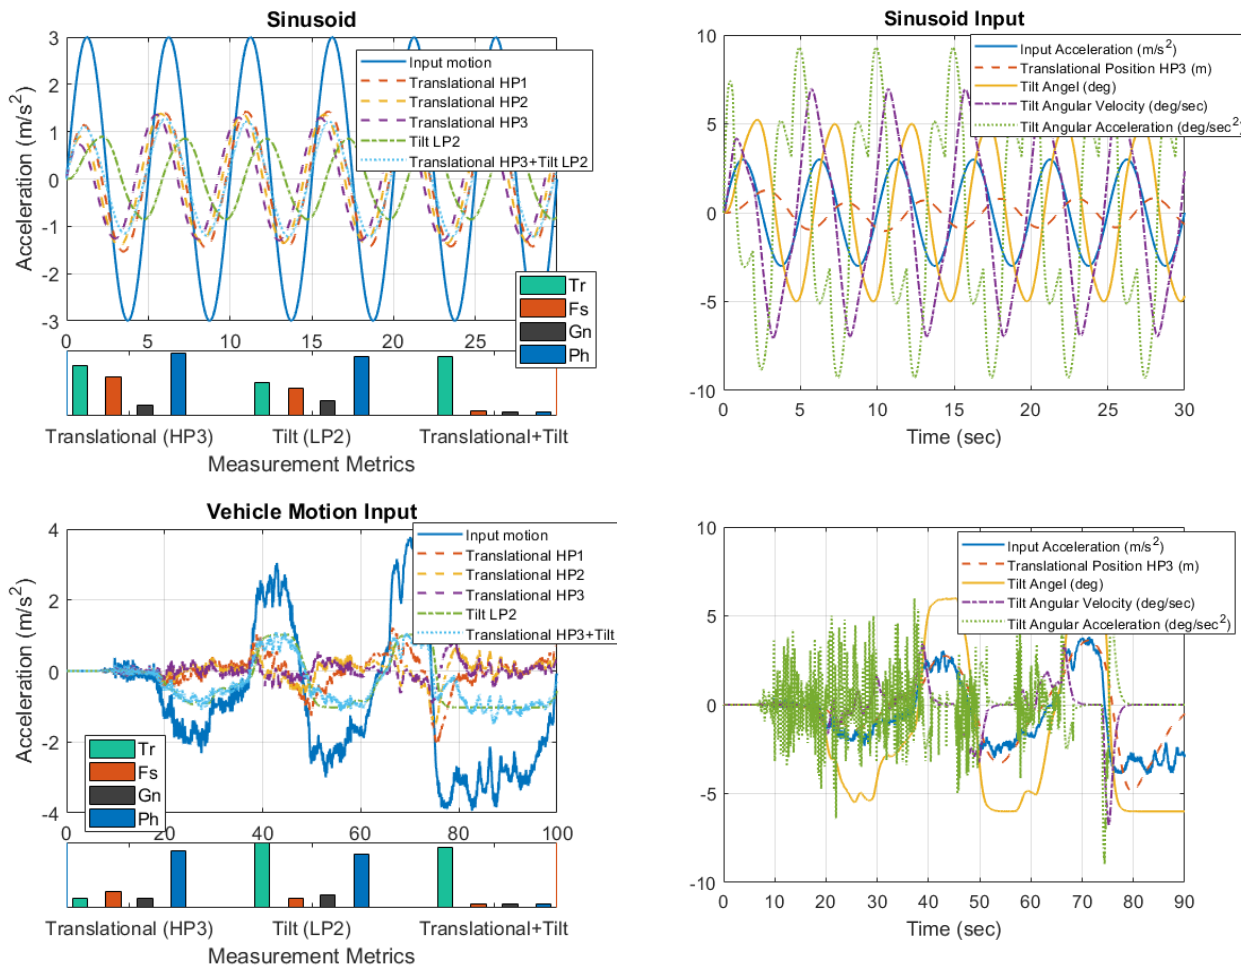 Sinusoid
Acceleration (m/s²)
3
2
1
0
-1
-2
-3
0 5 10 15 20 25
Input motion
Translational HP1
Translational HP2
Translational HP3
Tilt LP2
Translational HP3+Tilt LP2
Tr
Fs
Gn
Ph
Translational (HP3) Tilt (LP2) Translational+Tilt
Measurement Metrics
Sinusoid Input
10
5
0
-5
-10
0 5 10 15 20 25 30
Time (sec)
Input Acceleration (m/s²)
Translational Position HP3 (m)
Tilt Angel (deg)
Tilt Angular Velocity (deg/sec)
Tilt Angular Acceleration (deg/sec²)
Vehicle Motion Input
Acceleration (m/s²)
4
2
0
-2
-4
0 20 40 60 80 100
Input motion
Translational HP1
Translational HP2
Translational HP3
Tilt LP2
Translational HP3+Tilt
Tr
Fs
Gn
Ph
Translational (HP3) Tilt (LP2) Translational+Tilt
Measurement Metrics
10
5
0
-5
-10
0 10 20 30 40 50 60 70 80 90
Time (sec)
Input Acceleration (m/s²)
Translational Position HP3 (m)
Tilt Angel (deg)
Tilt Angular Velocity (deg/sec)
Tilt Angular Acceleration (deg/sec²)